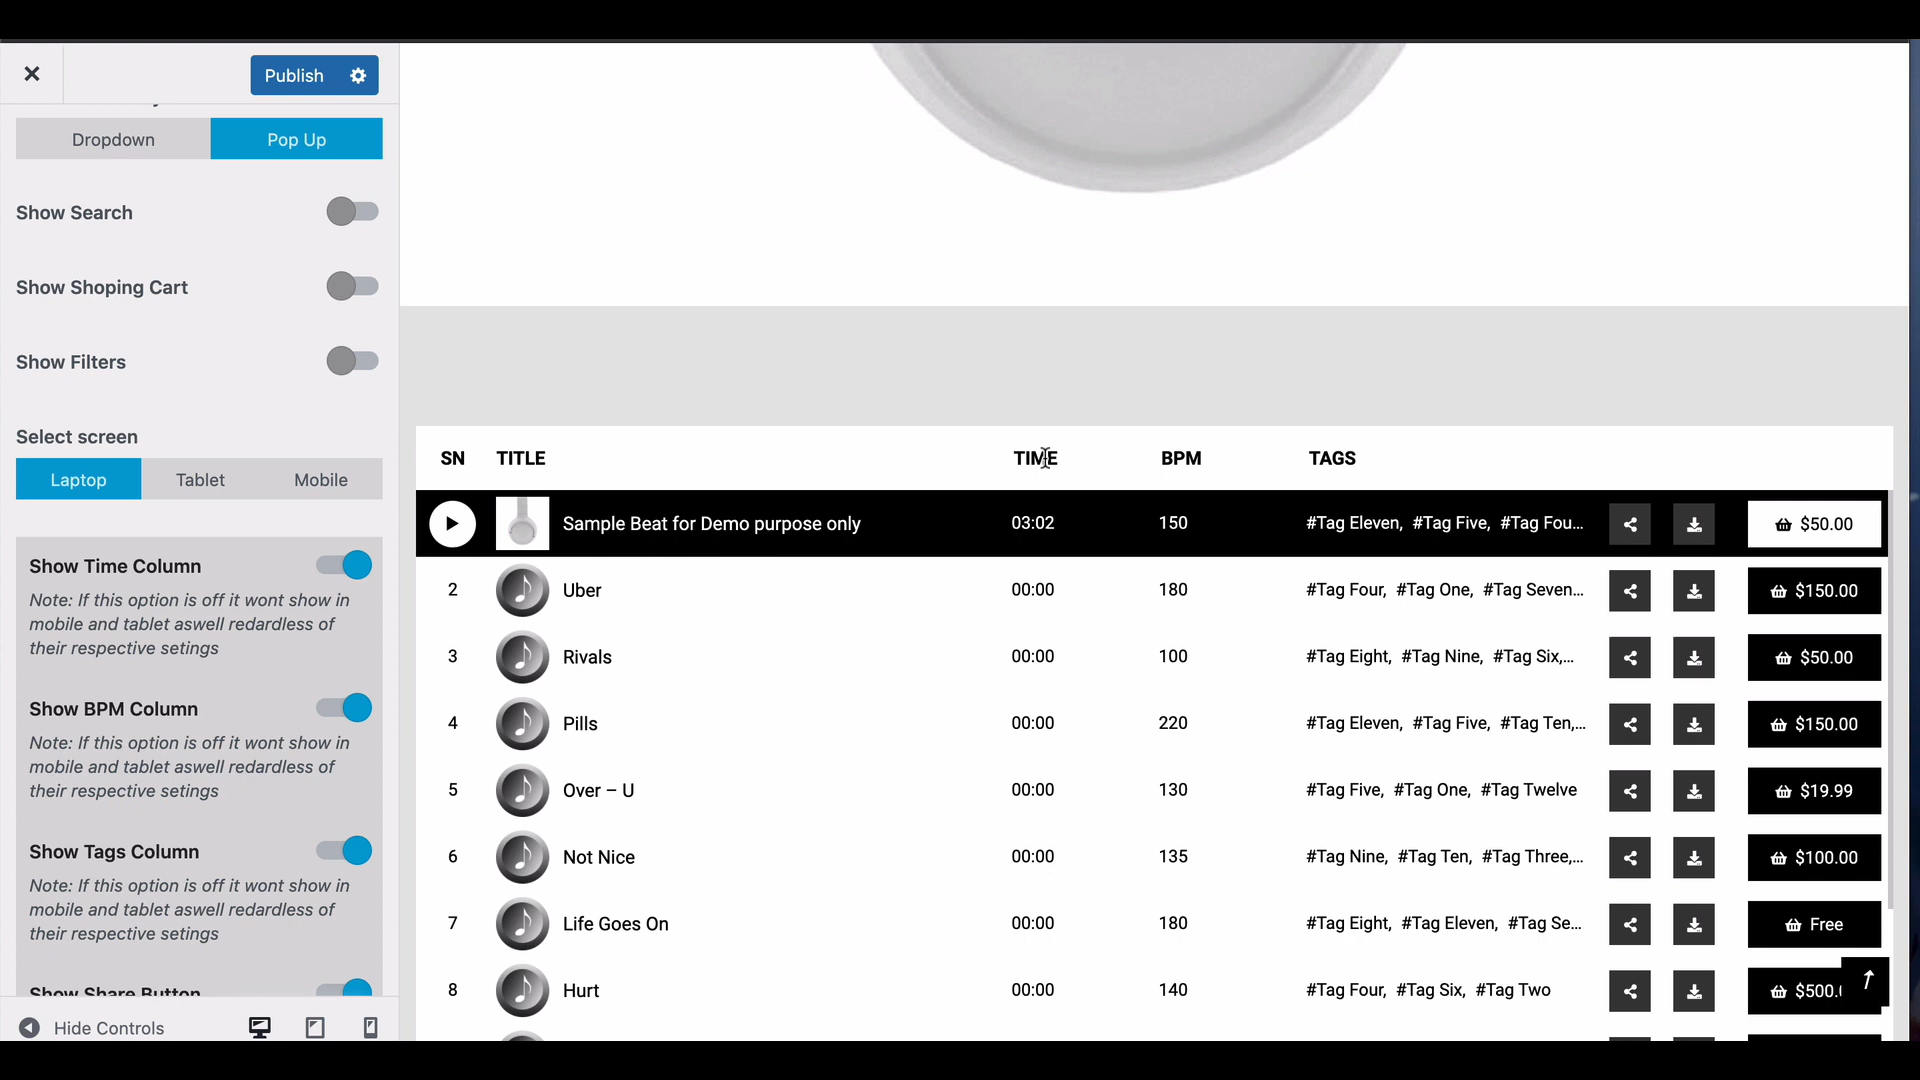 Publish
Dropdown Pop Up
Show Search
Show Shoping Cart
Show Filters
Select screen
Laptop Tablet Mobile
Show Time Column
Note: If this option is off it wont show in
mobile and tablet aswell redardless of
their respective setings
Show BPM Column
Note: If this option is off it wont show in
mobile and tablet aswell redardless of
their respective setings
Show Tags Column
Note: If this option is off it wont show in
mobile and tablet aswell redardless of
their respective setings
Show Share Button
Hide Controls
SN TITLE TIME BPM TAGS
Sample Beat for Demo purpose only 03:02 150 #Tag Eleven, #Tag Five, #Tag Fou... $50.00
2 Uber 00:00 180 #Tag Four, #Tag One, #Tag Seven... $150.00
3 Rivals 00:00 100 #Tag Eight, #Tag Nine, #Tag Six,... $50.00
4 Pills 00:00 220 #Tag Eleven, #Tag Five, #Tag Ten,... $150.00
5 Over – U 00:00 130 #Tag Five, #Tag One, #Tag Twelve $19.99
6 Not Nice 00:00 135 #Tag Nine, #Tag Ten, #Tag Three,... $100.00
7 Life Goes On 00:00 180 #Tag Eight, #Tag Eleven, #Tag Se... Free
8 Hurt 00:00 140 #Tag Four, #Tag Six, #Tag Two $500.